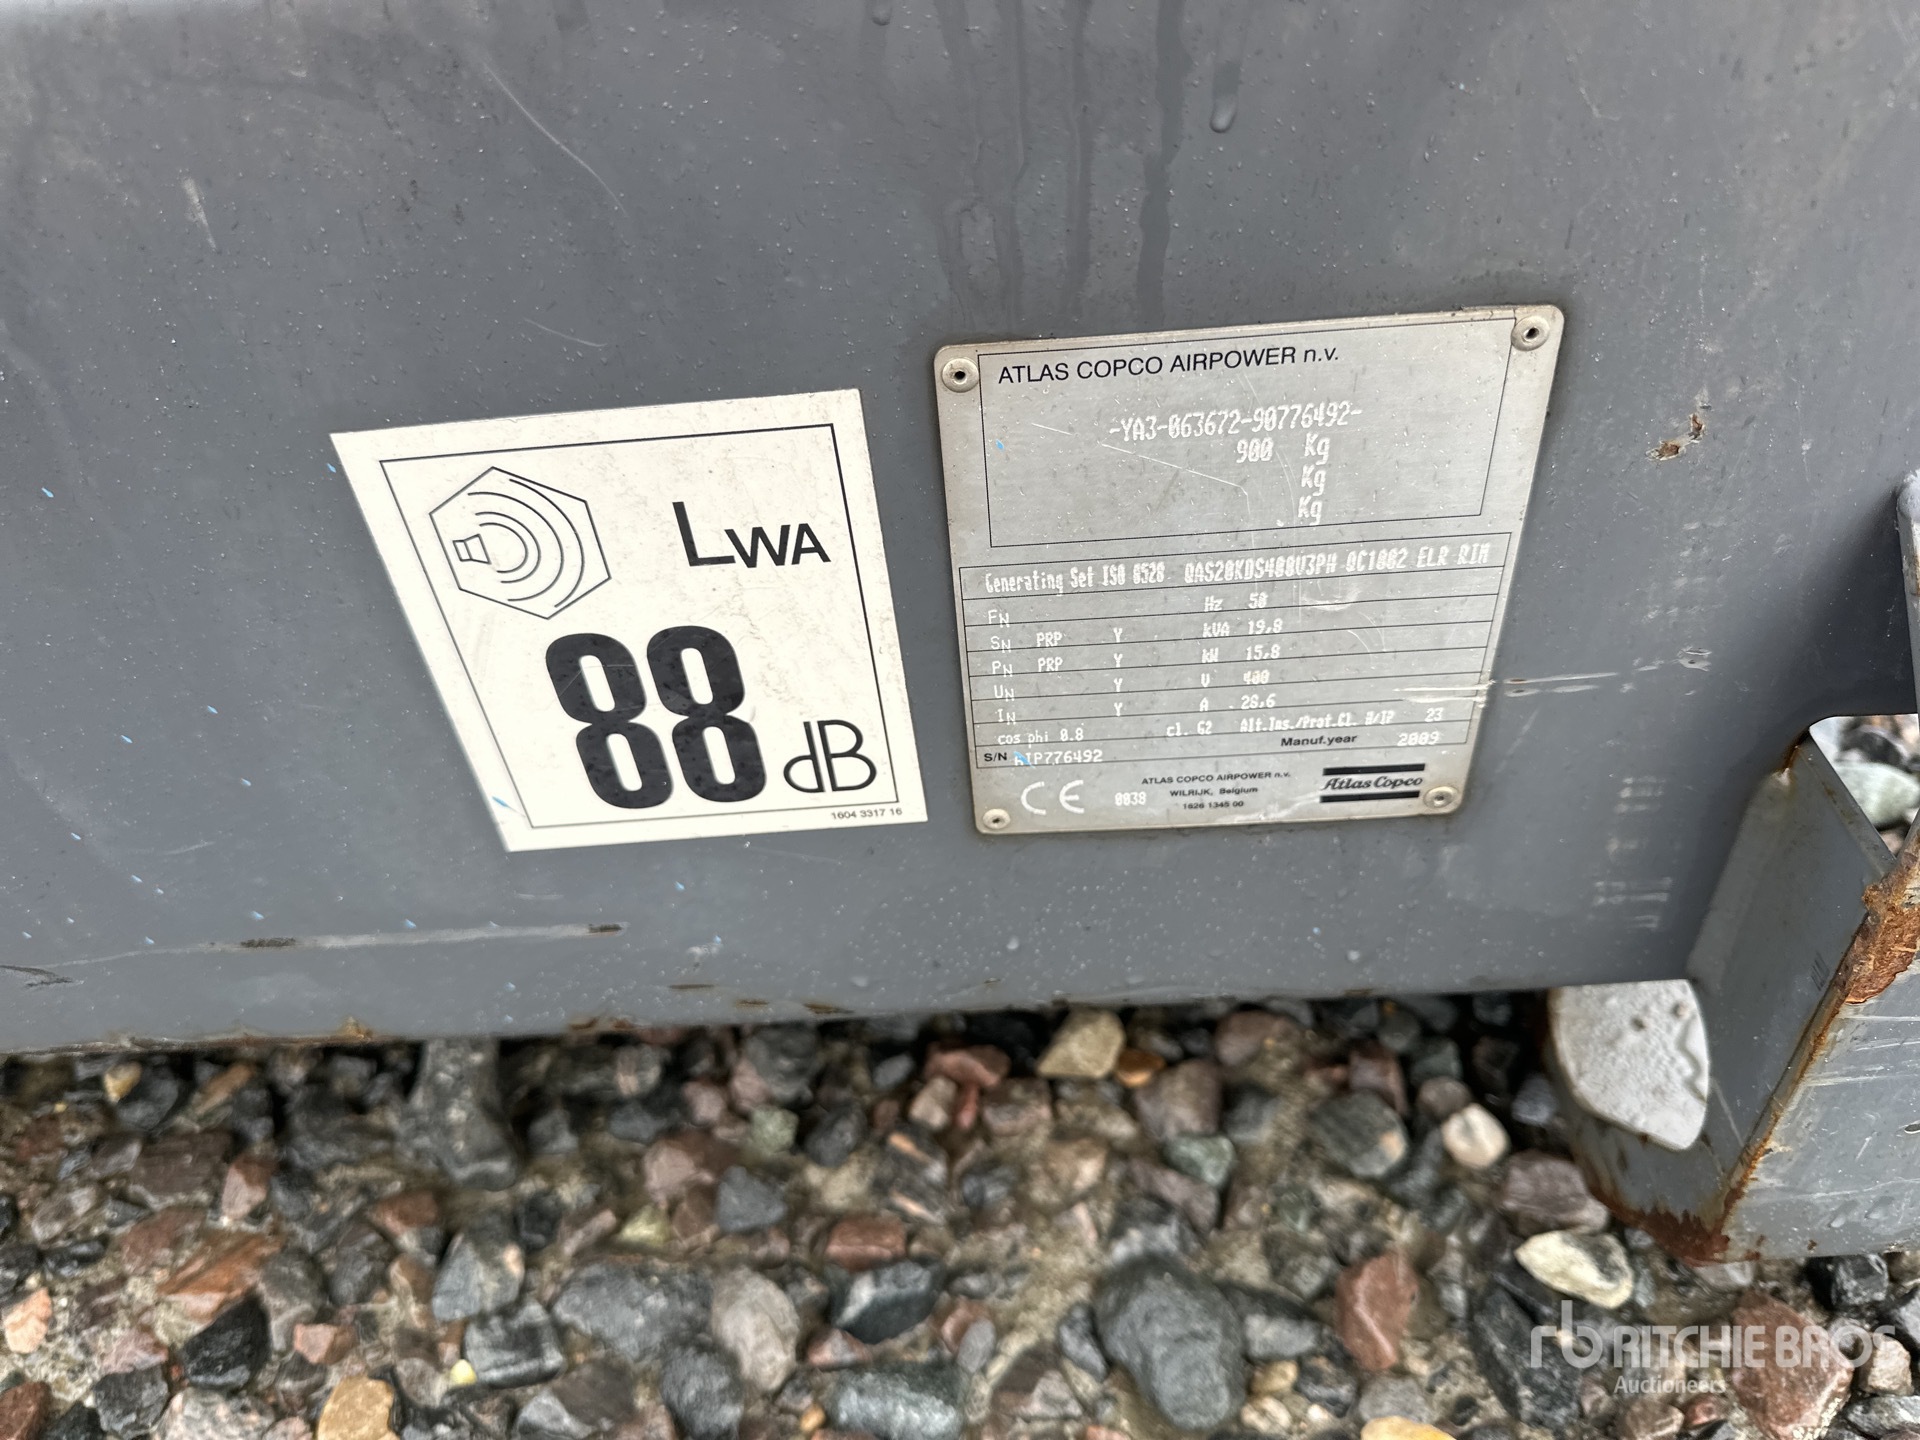 LWA
88 dB
1604 3317 16
ATLAS COPCO AIRPOWER n.v.
-YA3-063672-90776492-
900 Kg
Kg
Kg
Generating Set ISO 8528 QAS20KDS400V3PH QC1002 ELR RIM
FN Hz 50
SN PRP Y kVA 19,8
PN PRP Y kW 15,8
UN Y V 400
IN Y A 28,6
cos phi 0.8 cl. G2 Alt.Ins./Prot.Cl. H/IP 23
S/N 776492 Manuf.year 2009
CE 0038 ATLAS COPCO AIRPOWER n.v.
WILRIJK, Belgium
1626 1345 00
Atlas Copco
rb RITCHIE BROS
Auctioneers